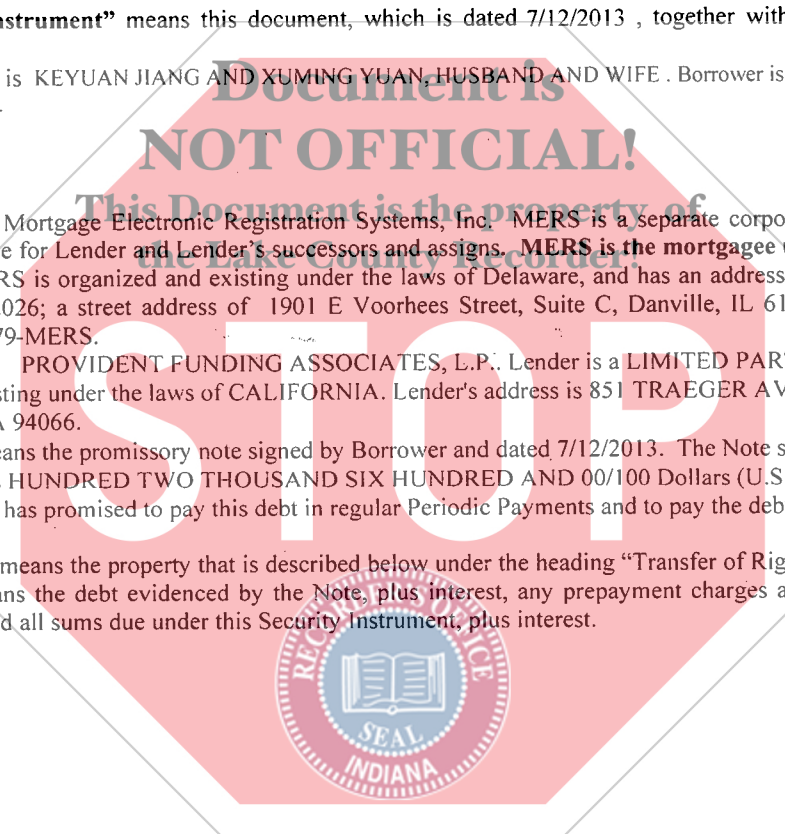 nstrument” means this document, which is dated 7/12/2013 , together with
is KEYUAN JIANG AND XUMING YUAN, HUSBAND AND WIFE . Borrower is
Document is
NOT OFFICIAL!
This Document is the property of
the Lake County Recorder!
Mortgage Electronic Registration Systems, Inc. MERS is a separate corpo
e for Lender and Lender's successors and assigns. MERS is the mortgagee
RS is organized and existing under the laws of Delaware, and has an address
026; a street address of 1901 E Voorhees Street, Suite C, Danville, IL 61
79-MERS.
PROVIDENT FUNDING ASSOCIATES, L.P.. Lender is a LIMITED PAR
sting under the laws of CALIFORNIA. Lender's address is 851 TRAEGER AV
A 94066.
eans the promissory note signed by Borrower and dated 7/12/2013. The Note s
HUNDRED TWO THOUSAND SIX HUNDRED AND 00/100 Dollars (U.S
has promised to pay this debt in regular Periodic Payments and to pay the deb
STOP
means the property that is described below under the heading “Transfer of Rig
ans the debt evidenced by the Note, plus interest, any prepayment charges a
d all sums due under this Security Instrument, plus interest.
RECORDER'S OFFICE
SEAL
INDIANA